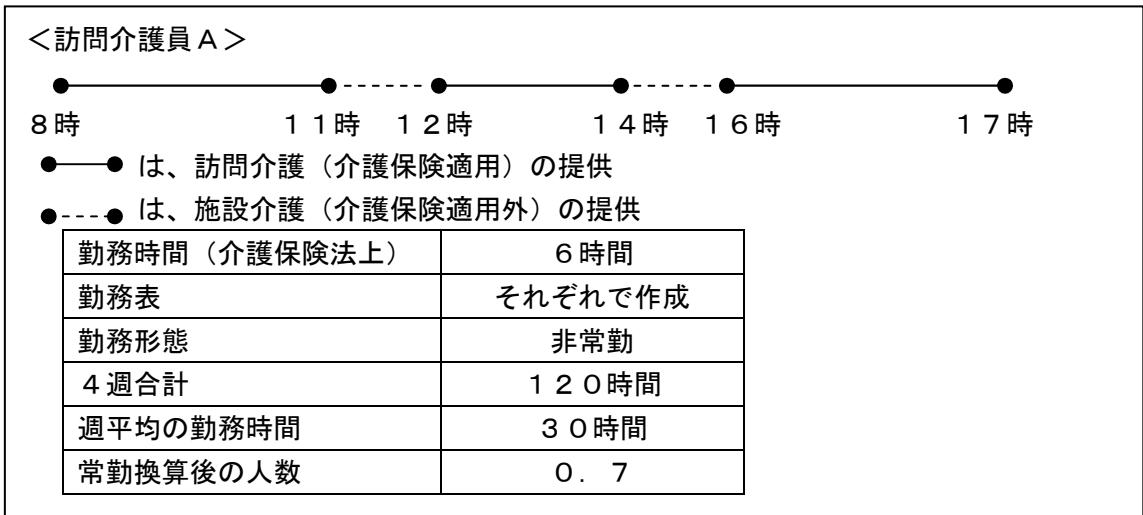 ＜訪問介護員Ａ＞
８時 １１時 １２時 １４時 １６時 １７時
は、訪問介護（介護保険適用）の提供
は、施設介護（介護保険適用外）の提供
勤務時間（介護保険法上） ６時間
勤務表 それぞれで作成
勤務形態 非常勤
４週合計 １２０時間
週平均の勤務時間 ３０時間
常勤換算後の人数 ０．７